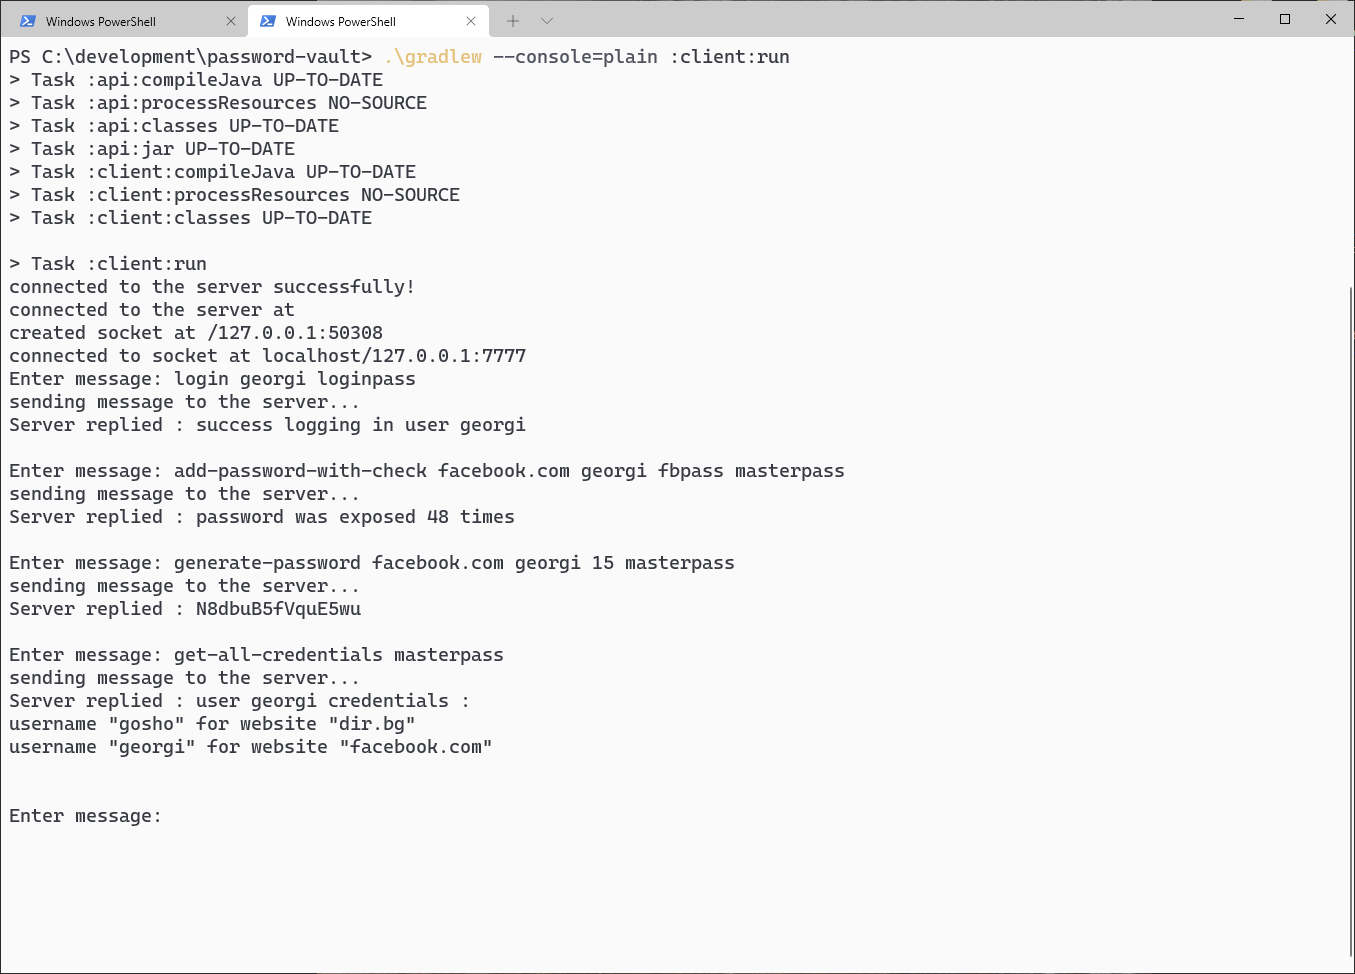 Windows PowerShell
Windows PowerShell
PS C:\development\password-vault> .\gradlew --console=plain :client:run
> Task :api:compileJava UP-TO-DATE
> Task :api:processResources NO-SOURCE
> Task :api:classes UP-TO-DATE
> Task :api:jar UP-TO-DATE
> Task :client:compileJava UP-TO-DATE
> Task :client:processResources NO-SOURCE
> Task :client:classes UP-TO-DATE
> Task :client:run
connected to the server successfully!
connected to the server at
created socket at /127.0.0.1:50308
connected to socket at localhost/127.0.0.1:7777
Enter message: login georgi loginpass
sending message to the server...
Server replied : success logging in user georgi
Enter message: add-password-with-check facebook.com georgi fbpass masterpass
sending message to the server...
Server replied : password was exposed 48 times
Enter message: generate-password facebook.com georgi 15 masterpass
sending message to the server...
Server replied : N8dbuB5fVquE5wu
Enter message: get-all-credentials masterpass
sending message to the server...
Server replied : user georgi credentials :
username "gosho" for website "dir.bg"
username "georgi" for website "facebook.com"
Enter message: